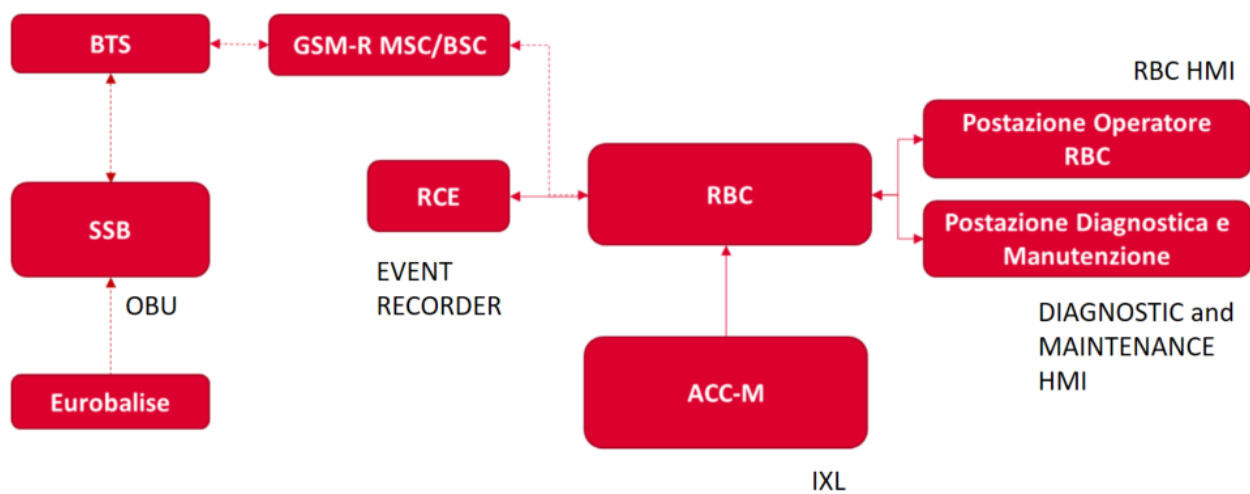 BTS
GSM-R MSC/BSC
RBC HMI
Postazione Operatore
RBC
RCE
RBC
SSB
Postazione Diagnostica e
Manutenzione
EVENT
RECORDER
OBU
DIAGNOSTIC and
MAINTENANCE
HMI
Eurobalise
ACC-M
IXL